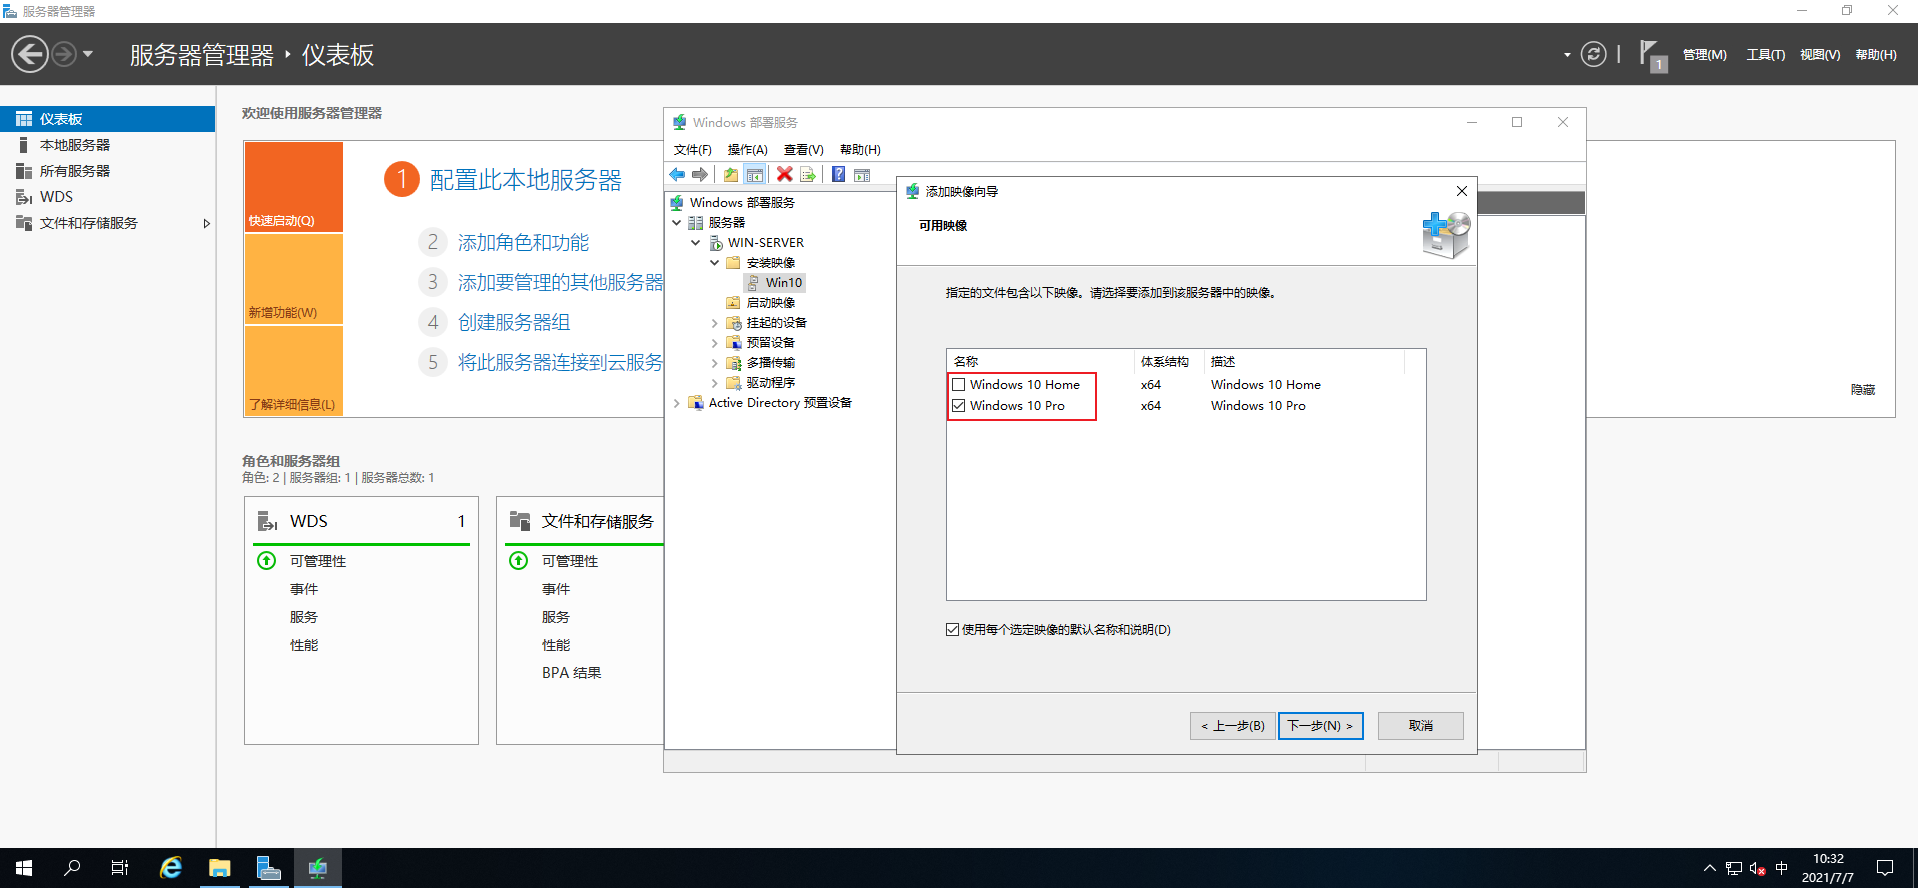 服务器管理器
服务器管理器 ‣ 仪表板
1
管理(M) 工具(T) 视图(V) 帮助(H)
仪表板
本地服务器
所有服务器
WDS
文件和存储服务
欢迎使用服务器管理器
快速启动(Q)
新增功能(W)
了解详细信息(L)
1 配置此本地服务器
2 添加角色和功能
3 添加要管理的其他服务器
4 创建服务器组
5 将此服务器连接到云服务
隐藏
角色和服务器组
角色: 2 | 服务器组: 1 | 服务器总数: 1
WDS 1
可管理性
事件
服务
性能
文件和存储服务
可管理性
事件
服务
性能
BPA 结果
Windows 部署服务
文件(F) 操作(A) 查看(V) 帮助(H)
Windows 部署服务
服务器
WIN-SERVER
安装映像
Win10
启动映像
挂起的设备
预留设备
多播传输
驱动程序
Active Directory 预置设备
添加映像向导
可用映像
指定的文件包含以下映像。请选择要添加到该服务器中的映像。
名称 体系结构 描述
Windows 10 Home x64 Windows 10 Home
Windows 10 Pro x64 Windows 10 Pro
使用每个选定映像的默认名称和说明(D)
< 上一步(B) 下一步(N) > 取消
中
10:32
2021/7/7